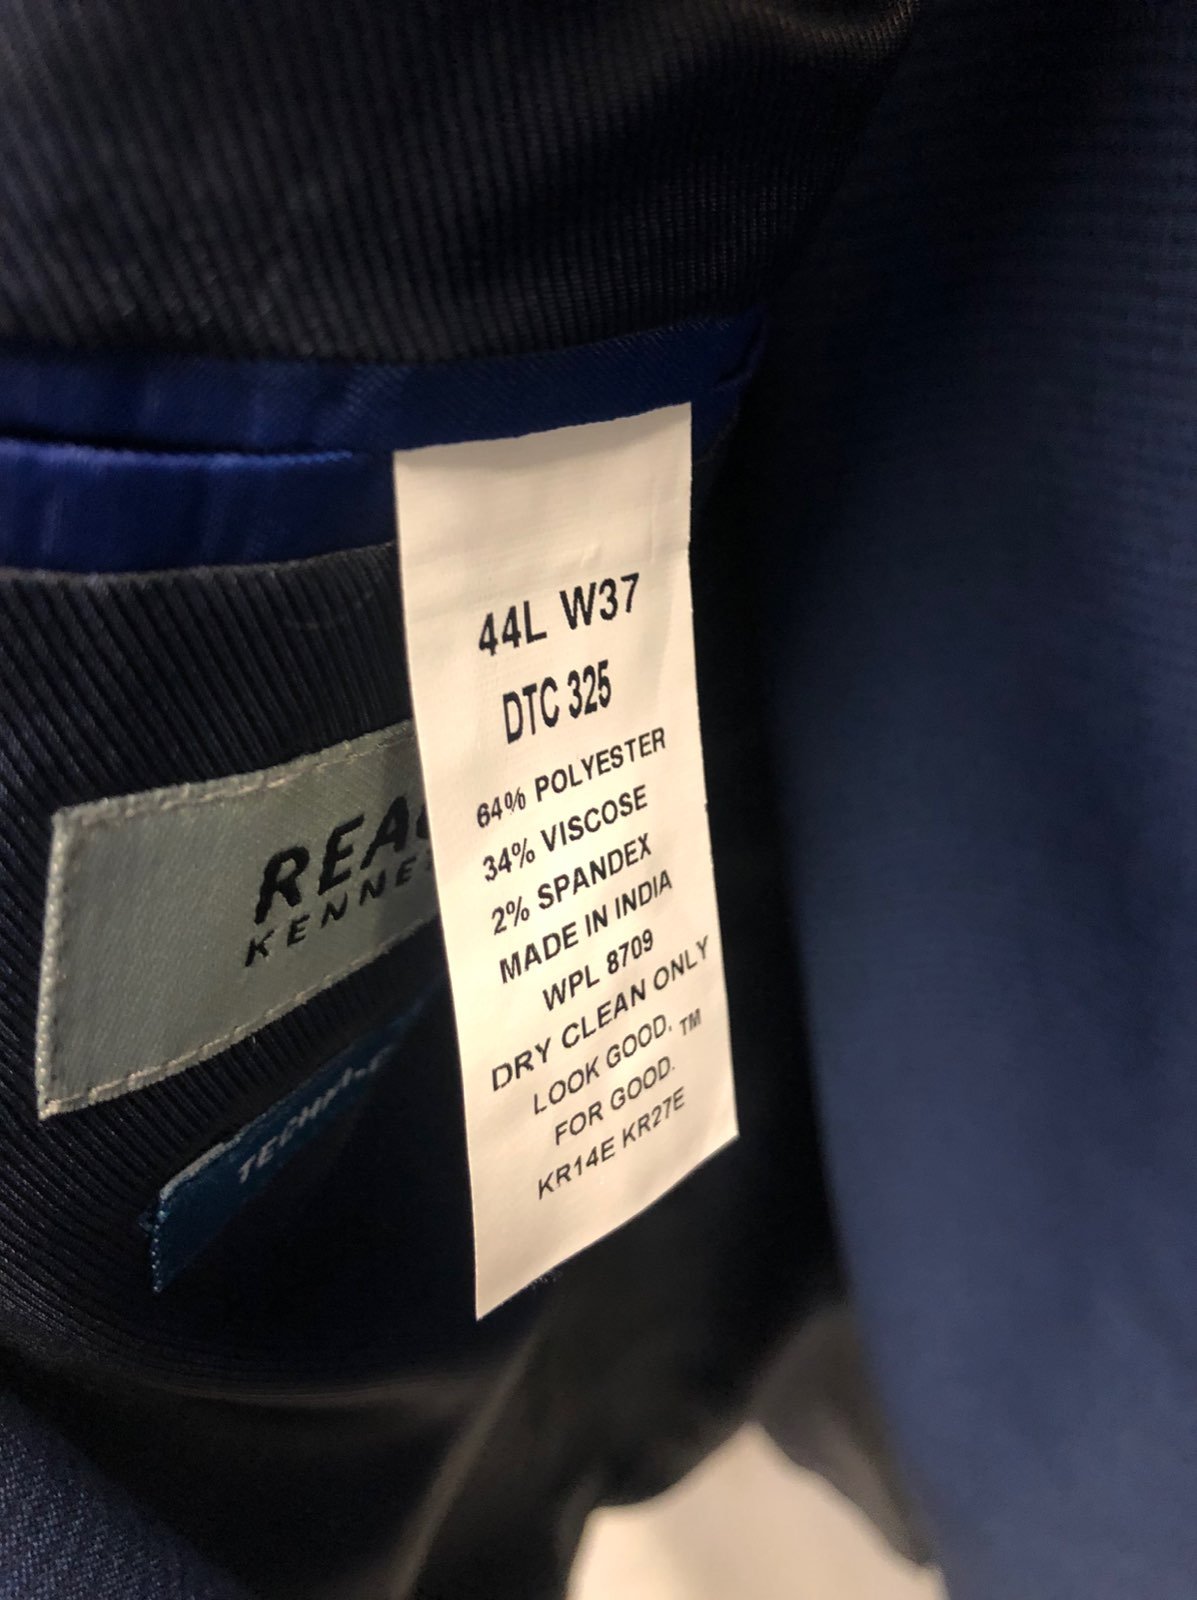 44L W37
DTC 325
64% POLYESTER
34% VISCOSE
2% SPANDEX
MADE IN INDIA
WPL 8709
DRY CLEAN ONLY
LOOK GOOD.™
FOR GOOD.
KR14E KR27E